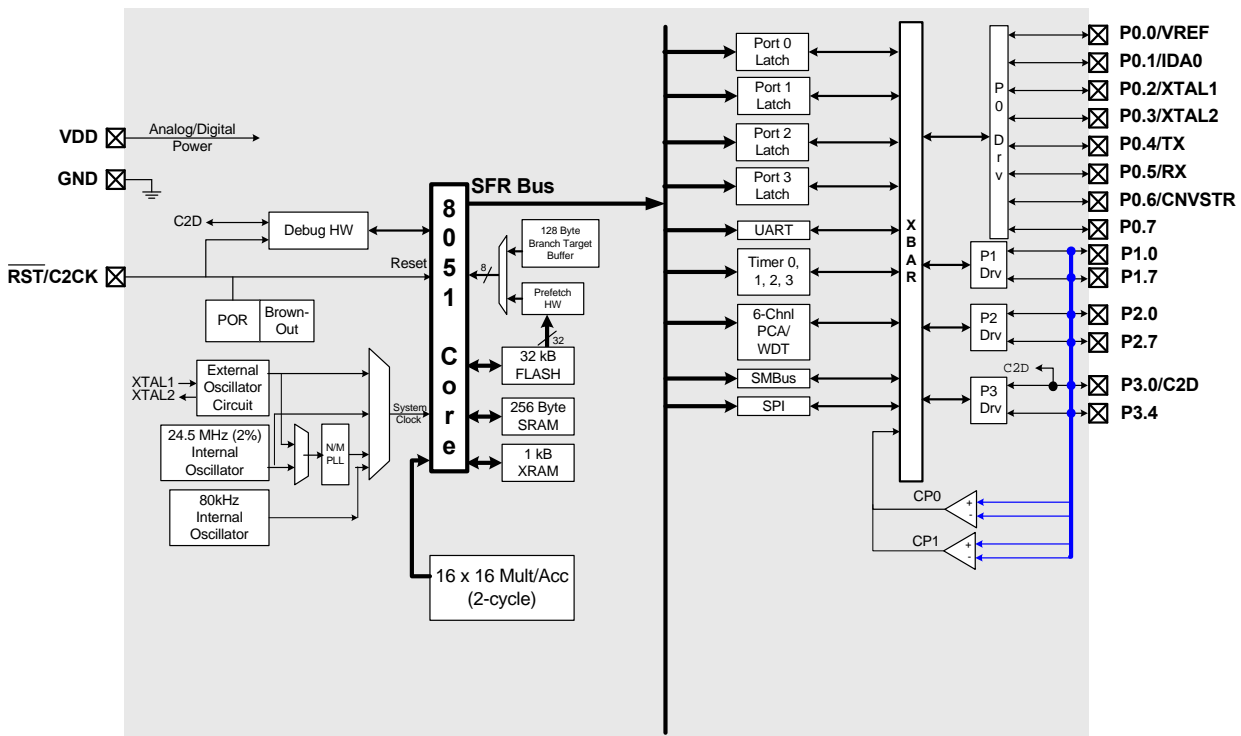 VDD
Analog/Digital
Power
GND
C2D
Debug HW
RST/C2CK
Reset
POR
Brown-
Out
XTAL1
XTAL2
External
Oscillator
Circuit
24.5 MHz (2%)
Internal
Oscillator
N/M
PLL
80kHz
Internal
Oscillator
System
Clock
8051 Core
SFR Bus
128 Byte
Branch Target
Buffer
8
Prefetch
HW
32
32 kB
FLASH
256 Byte
SRAM
1 kB
XRAM
16 x 16 Mult/Acc
(2-cycle)
Port 0
Latch
Port 1
Latch
Port 2
Latch
Port 3
Latch
UART
Timer 0,
1, 2, 3
6-Chnl
PCA/
WDT
SMBus
SPI
XBAR
P0 Drv
P1
Drv
P2
Drv
C2D
P3
Drv
CP0
+
-
CP1
+
-
P0.0/VREF
P0.1/IDA0
P0.2/XTAL1
P0.3/XTAL2
P0.4/TX
P0.5/RX
P0.6/CNVSTR
P0.7
P1.0
P1.7
P2.0
P2.7
P3.0/C2D
P3.4